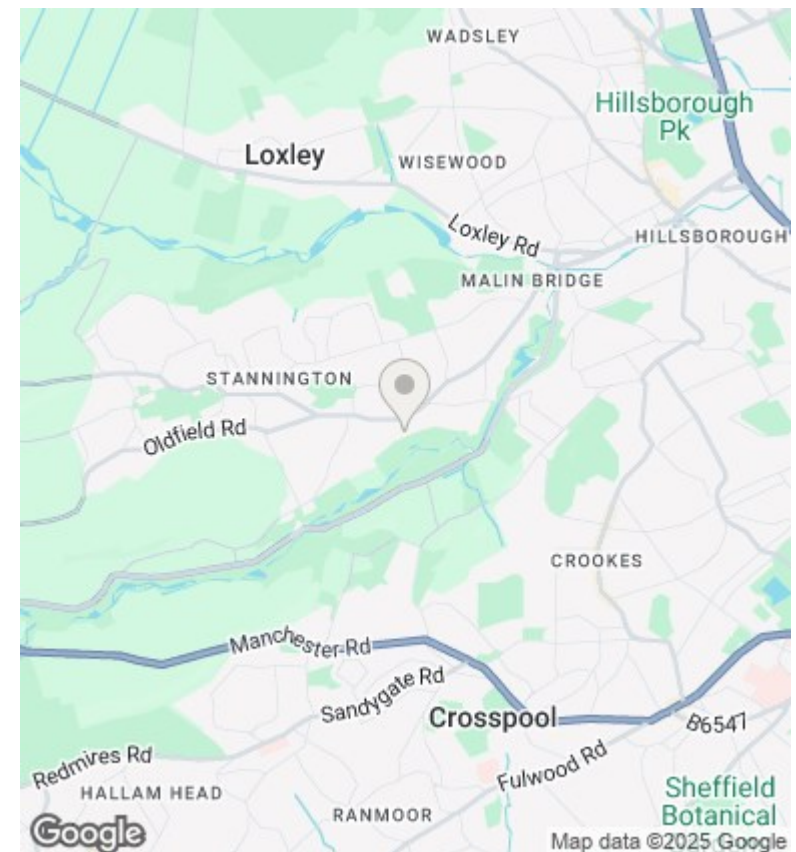 WADSLEY
Hillsborough
Pk
Loxley
WISEWOOD
Loxley Rd
HILLSBOROUGH
MALIN BRIDGE
STANNINGTON
Oldfield Rd
CROOKES
Manchester Rd
Sandygate Rd
Crosspool
B6547
Redmires Rd
Fulwood Rd
HALLAM HEAD
Sheffield
Botanical
RANMOOR
Google
Map data ©2025 Google